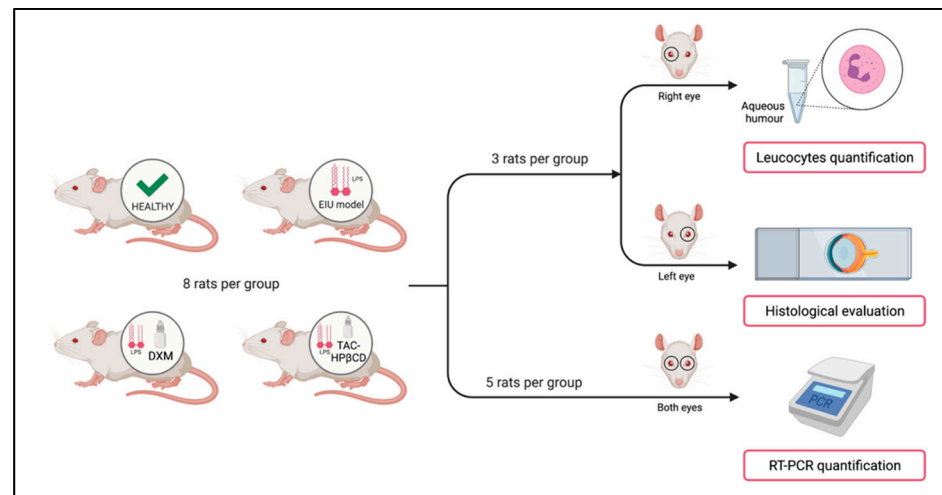 HEALTHY
LPS
EIU model
8 rats per group
LPS
DXM
LPS
TAC-
HPβCD
3 rats per group
5 rats per group
Right eye
Aqueous
humour
Leucocytes quantification
Left eye
Histological evaluation
Both eyes
PCR
RT-PCR quantification